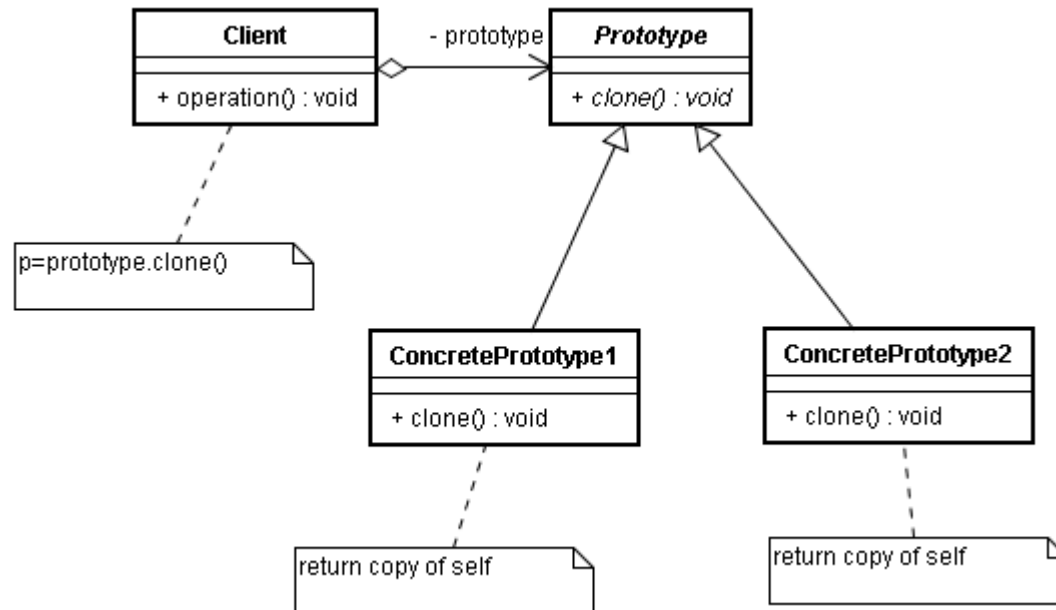 Client
+ operation() : void
- prototype
Prototype
+ clone() : void
p=prototype.clone()
ConcretePrototype1
+ clone() : void
ConcretePrototype2
+ clone() : void
return copy of self
return copy of self